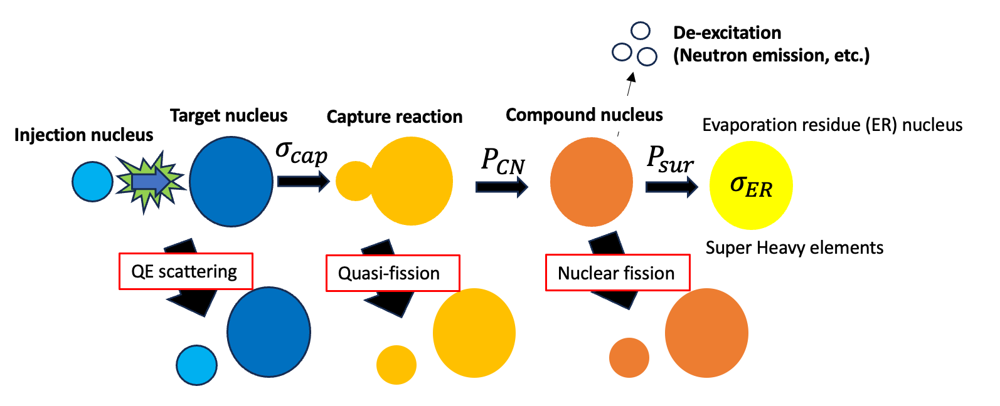 De-excitation
(Neutron emission, etc.)
Injection nucleus
Target nucleus
σcap
Capture reaction
PCN
Compound nucleus
Psur
Evaporation residue (ER) nucleus
σER
Super Heavy elements
QE scattering
Quasi-fission
Nuclear fission